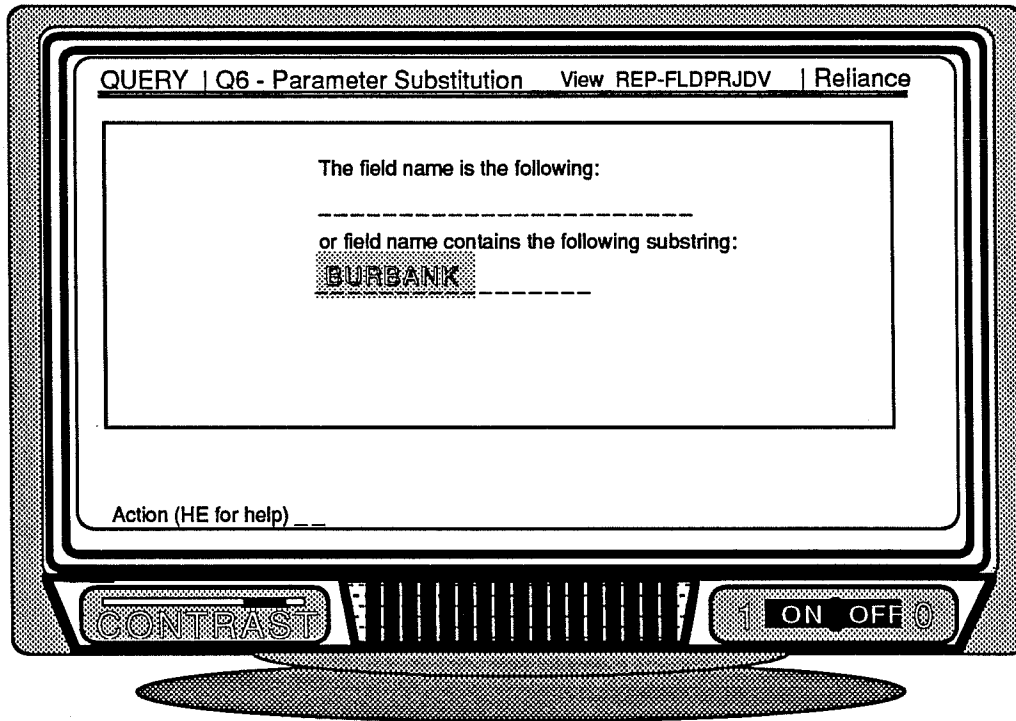 QUERY | Q6 - Parameter Substitution View REP-FLDPRJDV | Reliance
The field name is the following:
_ _ _ _ _ _ _ _ _ _ _ _ _ _ _ _ _ _ _ _ _ _ _
or field name contains the following substring:
BURBANK _ _ _ _ _ _ _
Action (HE for help) _ _
CONTRAST
1 ON OFF 0